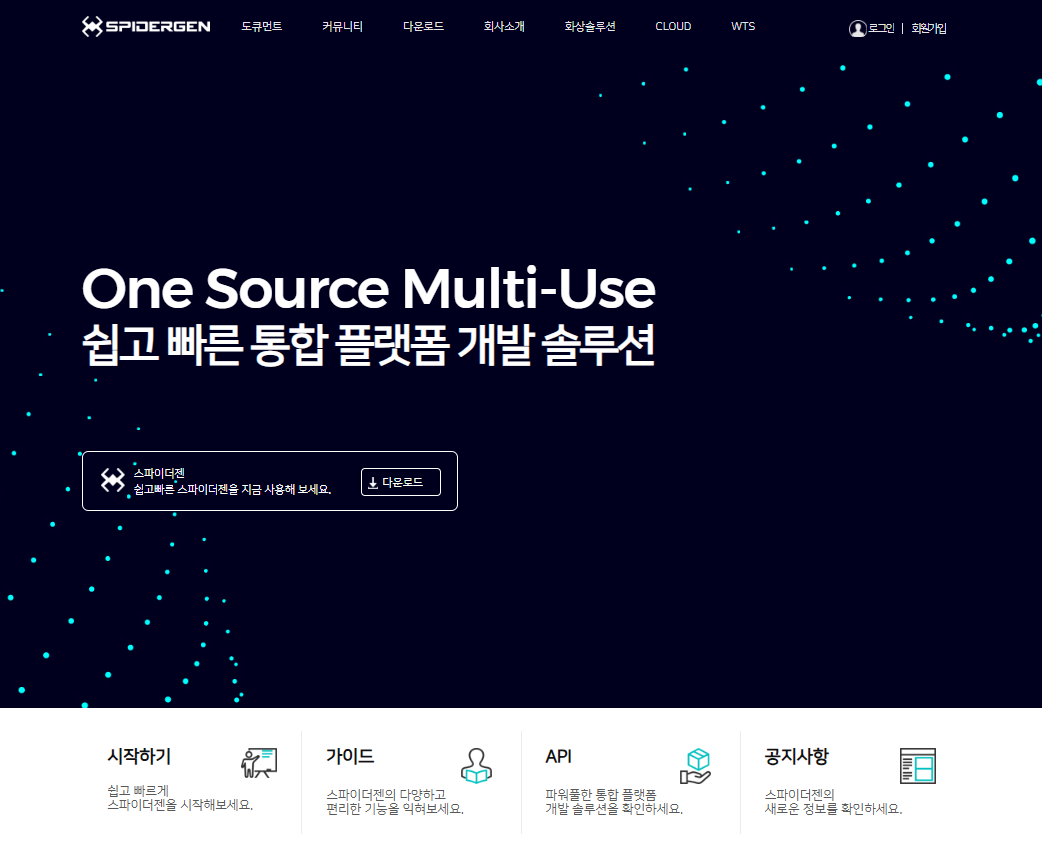 SPIDERGEN 도큐먼트 커뮤니티 다운로드 회사소개 화상솔루션 CLOUD WTS 로그인 | 회원가입
One Source Multi-Use
쉽고 빠른 통합 플랫폼 개발 솔루션
스파이더젠
쉽고빠른 스파이더젠을 지금 사용해 보세요.
다운로드
시작하기
쉽고 빠르게
스파이더젠을 시작해보세요.
가이드
스파이더젠의 다양하고
편리한 기능을 익혀보세요.
API
파워풀한 통합 플랫폼
개발 솔루션을 확인하세요.
공지사항
스파이더젠의
새로운 정보를 확인하세요.